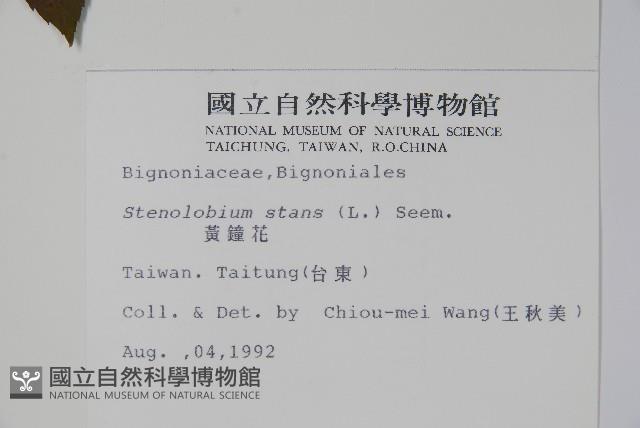 國立自然科學博物館
NATIONAL MUSEUM OF NATURAL SCIENCE
TAICHUNG, TAIWAN, R.O.CHINA
Bignoniaceae,Bignoniales
Stenolobium stans (L.) Seem.
黃鐘花
Taiwan. Taitung(台東)
Coll. & Det. by Chiou-mei Wang(王秋美)
Aug. ,04,1992
國立自然科學博物館
NATIONAL MUSEUM OF NATURAL SCIENCE